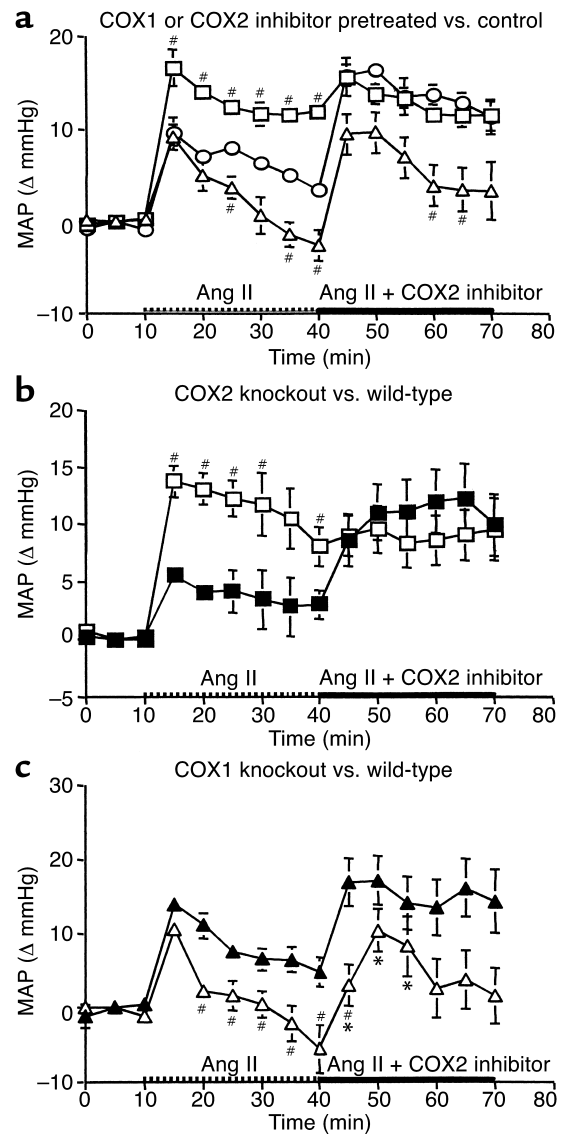 a
COX1 or COX2 inhibitor pretreated vs. control
20
10
0
−10
MAP (Δ mmHg)
# # # # # #
# # #
# #
Ang II
Ang II + COX2 inhibitor
0 10 20 30 40 50 60 70 80
Time (min)
b
COX2 knockout vs. wild-type
20
15
10
5
0
−5
MAP (Δ mmHg)
# # # # #
Ang II
Ang II + COX2 inhibitor
0 10 20 30 40 50 60 70 80
Time (min)
c
COX1 knockout vs. wild-type
30
20
10
0
−10
MAP (Δ mmHg)
# # # # # #
* * *
Ang II
Ang II + COX2 inhibitor
0 10 20 30 40 50 60 70 80
Time (min)